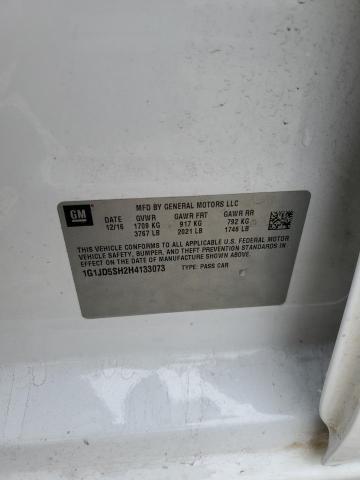 MFD BY GENERAL MOTORS LLC
GM
DATE GVWR GAWR FRT GAWR RR
12/16 1709 KG 917 KG 792 KG
3767 LB 2021 LB 1746 LB
THIS VEHICLE CONFORMS TO ALL APPLICABLE U.S. FEDERAL MOTOR
VEHICLE SAFETY, BUMPER, AND THEFT-PREVENTION STANDARDS
IN EFFECT ON THE DATE OF MANUFACTURE SHOWN ABOVE.
1G1JD5SH2H4133073 TYPE: PASS CAR